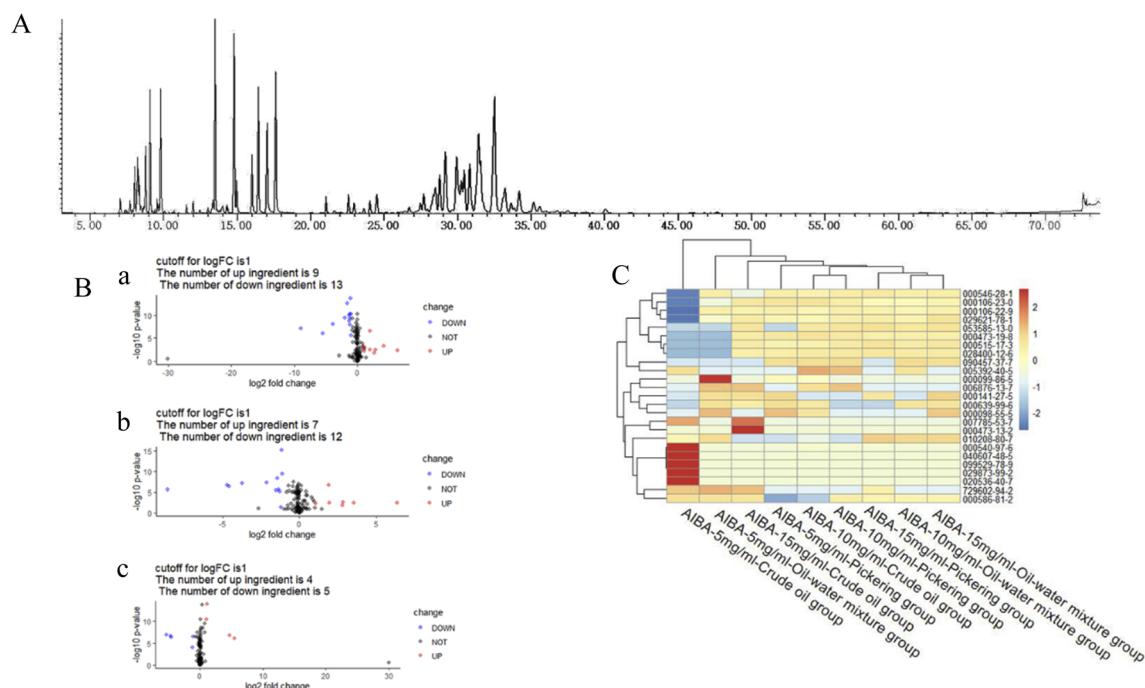 A
5.00 10.00 15.00 20.00 25.00 30.00 35.00 40.00 45.00 50.00 55.00 60.00 65.00 70.00
B
a
cutoff for logFC is1
The number of up ingredient is 9
The number of down ingredient is 13
-log10 p-value
10
5
0
-30 -20 -10 0
log2 fold change
change
DOWN
NOT
UP
b
cutoff for logFC is1
The number of up ingredient is 7
The number of down ingredient is 12
-log10 p-value
15
10
5
0
-5 0 5
log2 fold change
change
DOWN
NOT
UP
c
cutoff for logFC is1
The number of up ingredient is 4
The number of down ingredient is 5
-log10 p-value
10
5
0
0 10 20 30
log2 fold change
change
DOWN
NOT
UP
C
000546-28-1
000106-23-0
000106-22-9
029621-78-1
053585-13-0
000473-19-8
000515-17-3
028400-12-6
090457-37-7
005392-40-5
000099-86-5
006876-13-7
000141-27-5
000639-99-6
000098-55-5
007785-53-7
000473-13-2
010208-80-7
000540-97-6
040607-48-5
099529-78-9
029873-99-2
020536-40-7
729602-94-2
000586-81-2
2
1
0
-1
-2
AIBA-5mg/ml-Crude oil group
AIBA-5mg/ml-Oil-water mixture group
AIBA-15mg/ml-Crude oil group
AIBA-5mg/ml-Pickering group
AIBA-10mg/ml-Crude oil group
AIBA-10mg/ml-Pickering group
AIBA-15mg/ml-Pickering group
AIBA-10mg/ml-Oil-water mixture group
AIBA-15mg/ml-Oil-water mixture group